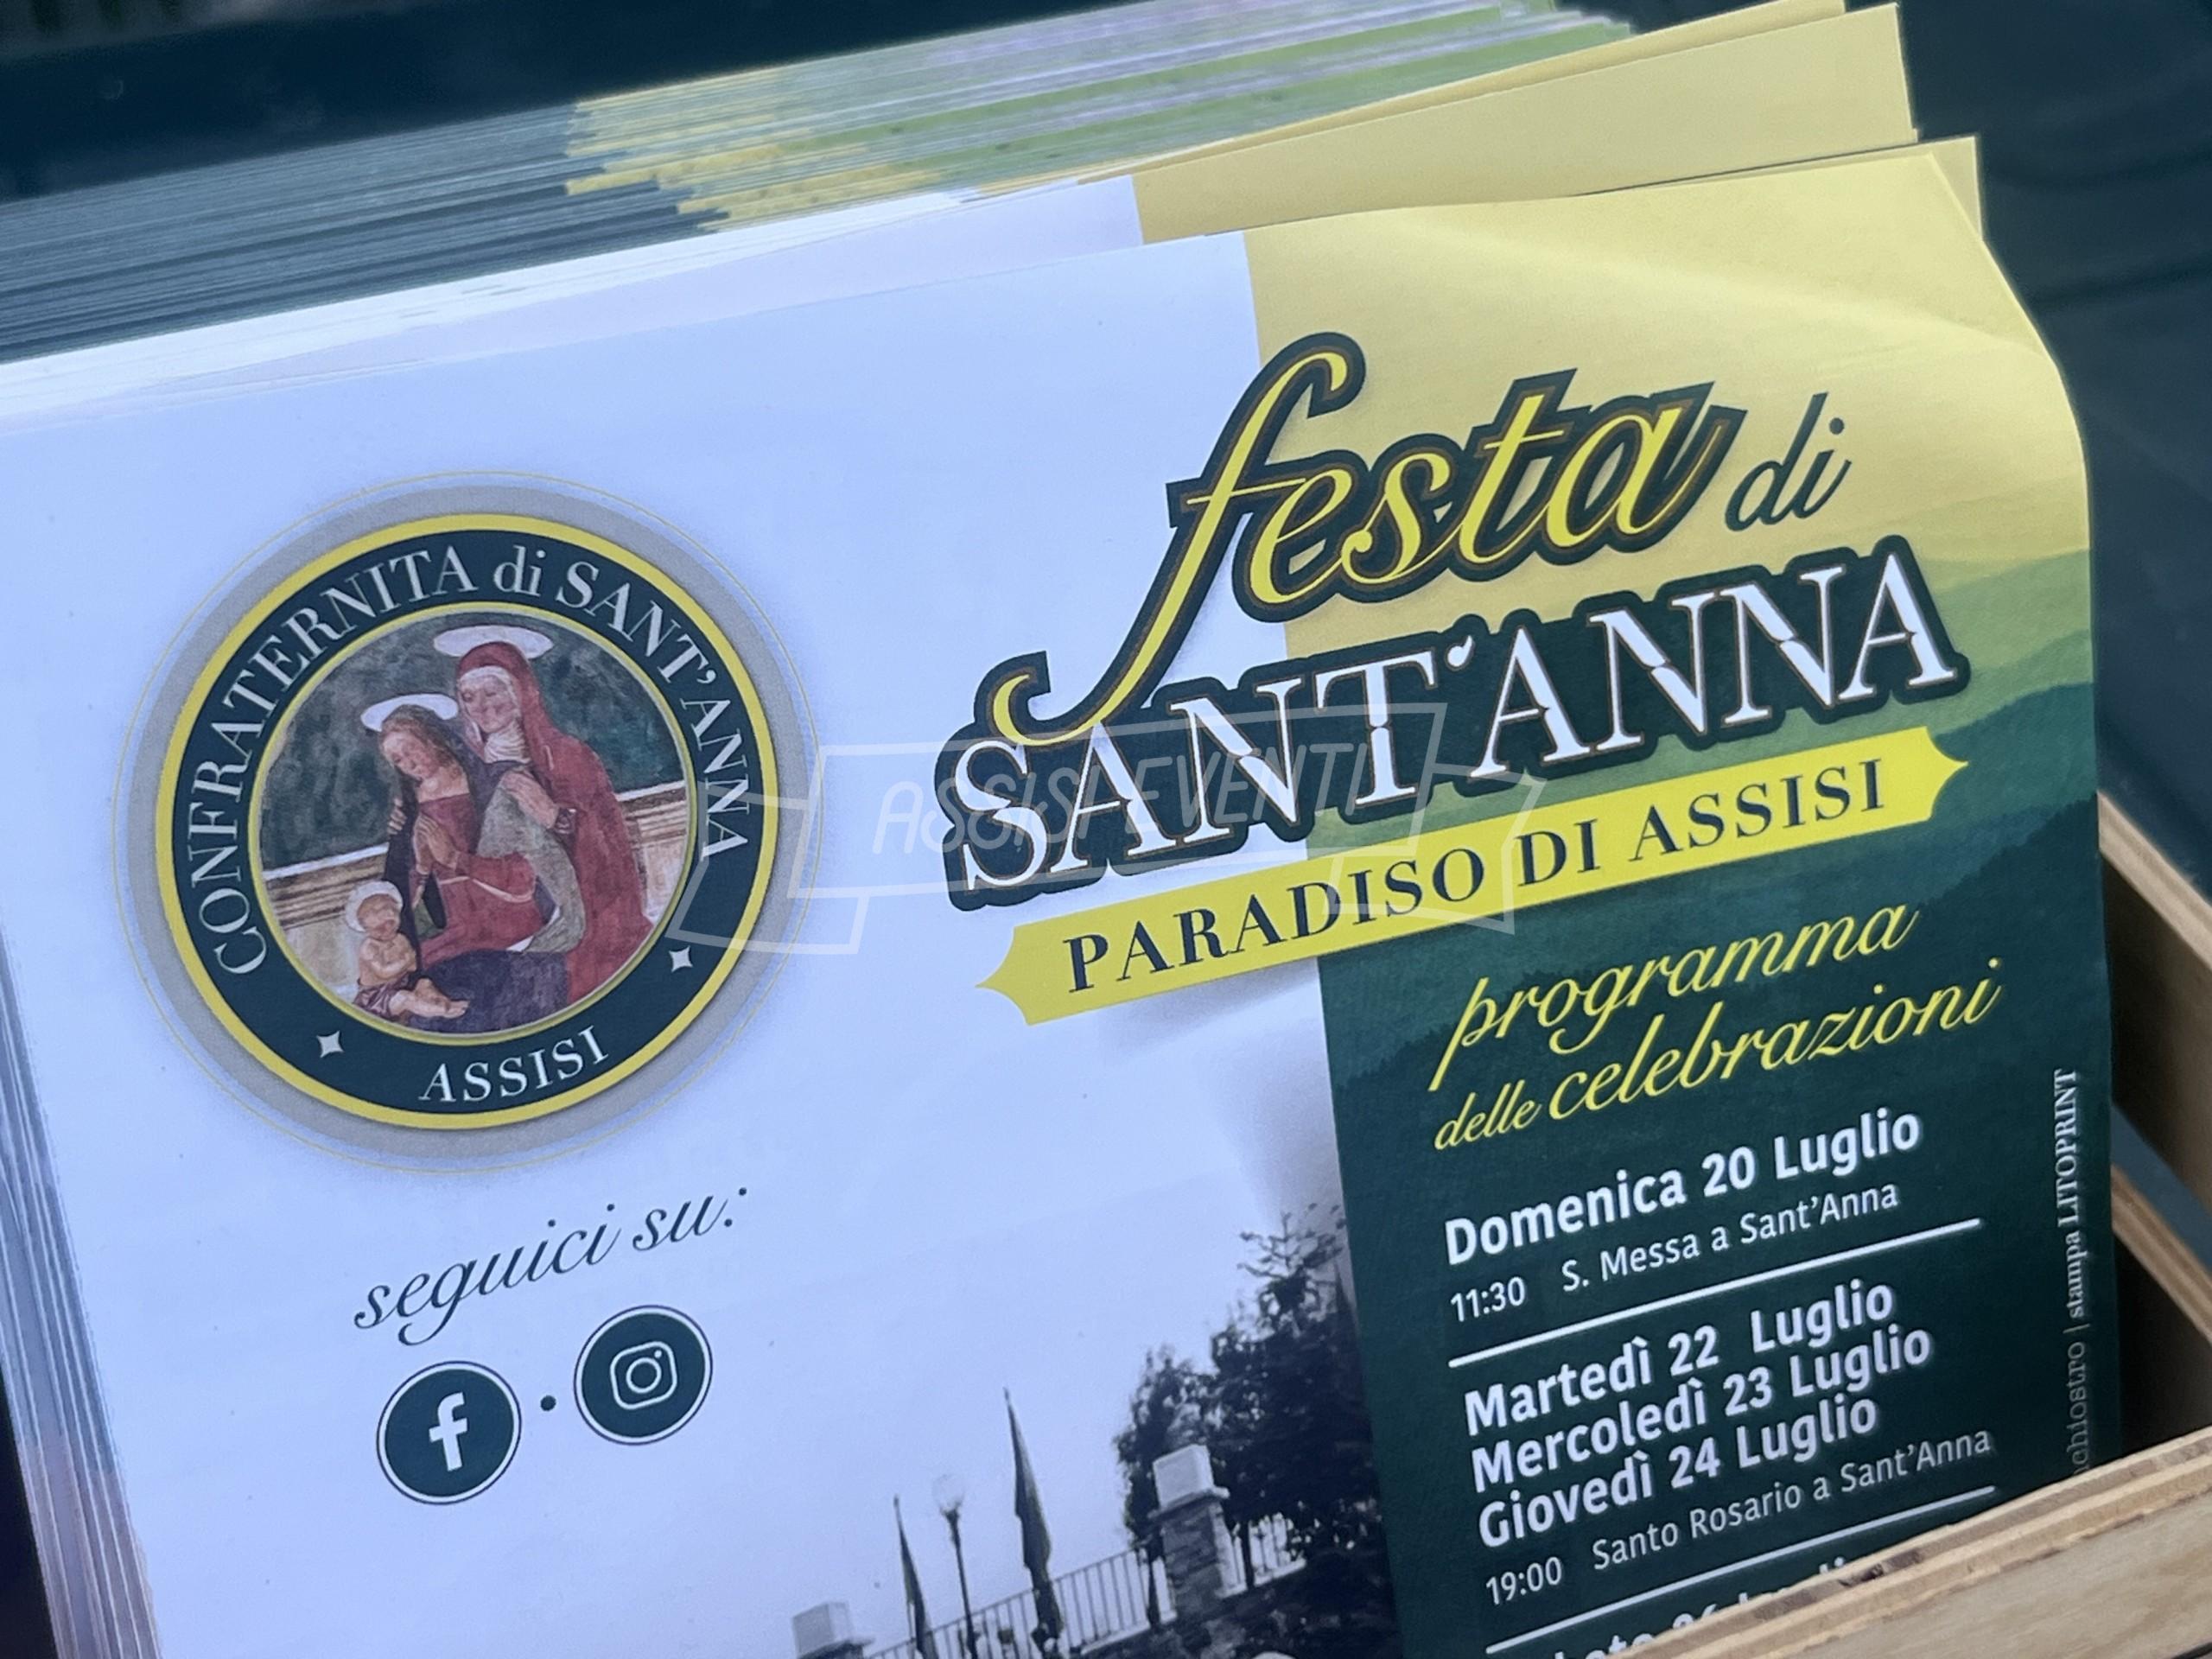 CONFRATERNITA di SANT'ANNA
ASSISI
seguici su:
festa di
SANT'ANNA
PARADISO DI ASSISI
ASSISI EVENTI
programma
delle celebrazioni
Domenica 20 Luglio
11:30 S. Messa a Sant'Anna
Martedì 22 Luglio
Mercoledì 23 Luglio
Giovedì 24 Luglio
19:00 Santo Rosario a Sant'Anna
| stampa LITOPRINT